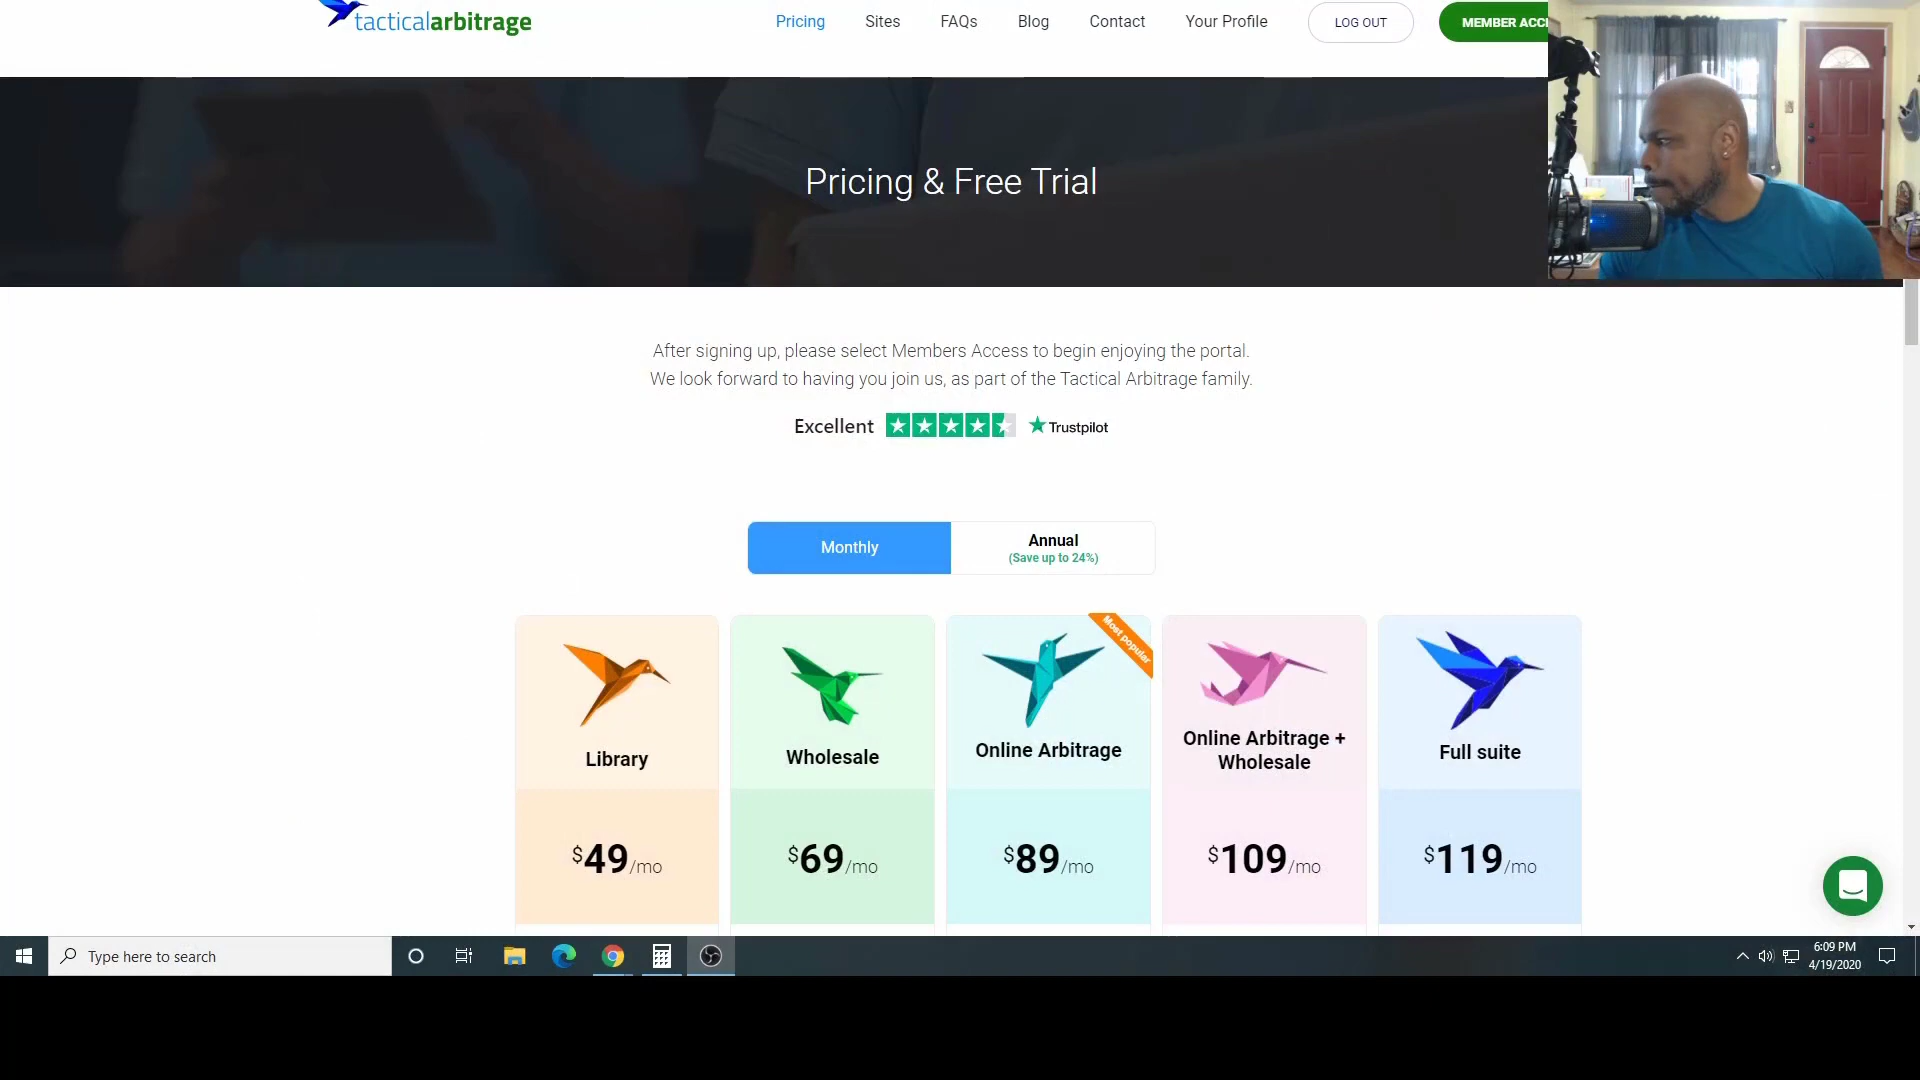 tacticalarbitrage
Pricing
Sites
FAQs
Blog
Contact
Your Profile
LOG OUT
MEMBER ACCE
Pricing & Free Trial
After signing up, please select Members Access to begin enjoying the portal.
We look forward to having you join us, as part of the Tactical Arbitrage family.
Excellent
Trustpilot
Monthly
Annual
(Save up to 24%)
Most popular
Library
Wholesale
Online Arbitrage
Online Arbitrage +
Wholesale
Full suite
$49/mo
$69/mo
$89/mo
$109/mo
$119/mo
Type here to search
6:09 PM
4/19/2020